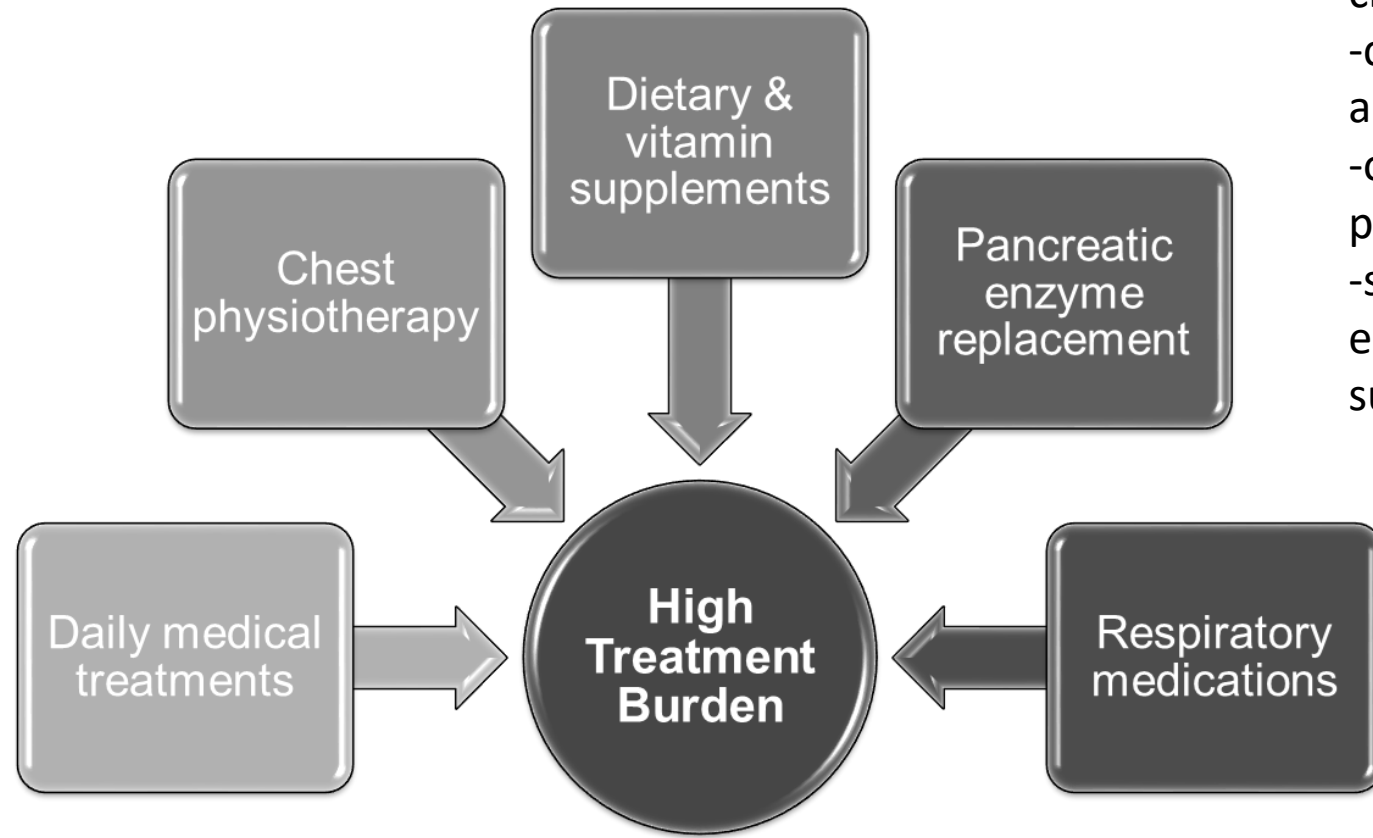 Dietary &
vitamin
supplements
Chest
physiotherapy
Pancreatic
enzyme
replacement
Daily medical
treatments
High
Treatment
Burden
Respiratory
medications